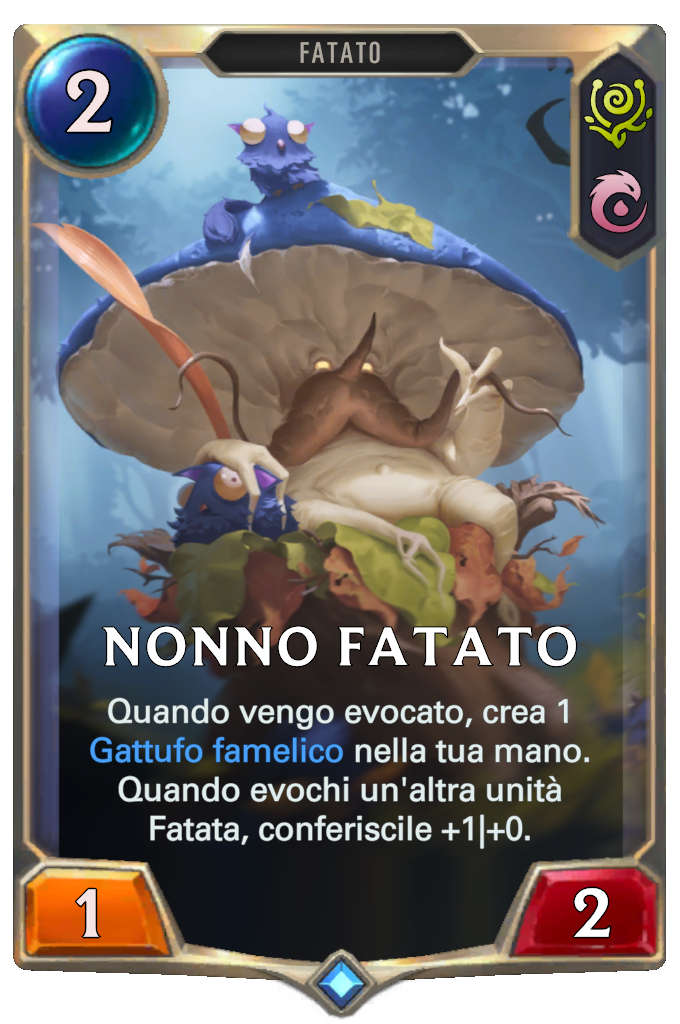 FATATO
2
NONNO FATATO
Quando vengo evocato, crea 1
Gattufo famelico nella tua mano.
Quando evochi un'altra unità
Fatata, conferiscile +1|+0.
1
2